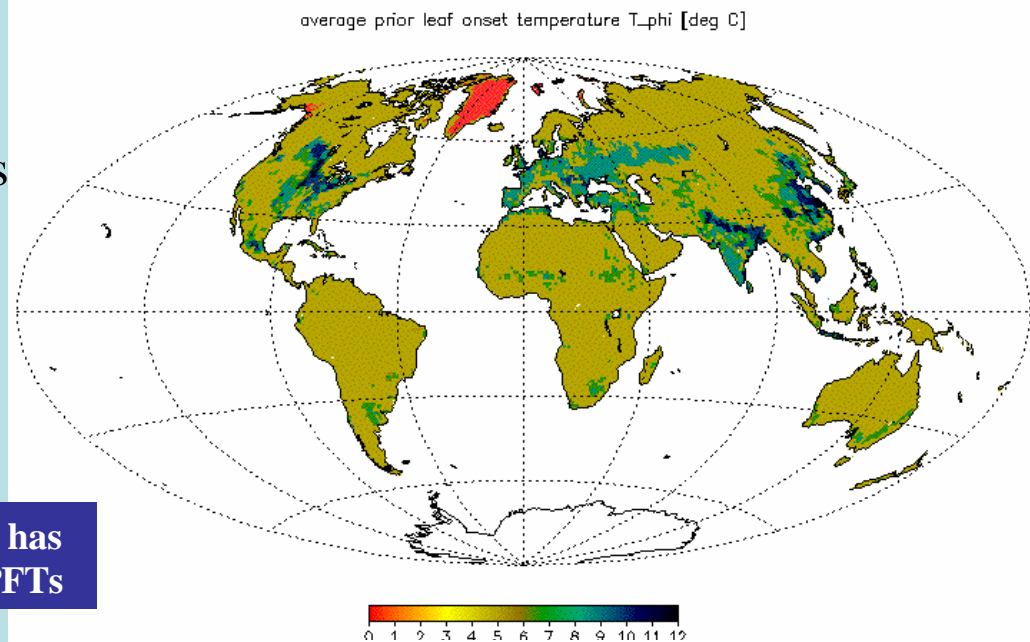 average prior leaf onset temperature T_phi [deg C]
s
has
FTs
0 1 2 3 4 5 6 7 8 9 10 11 12